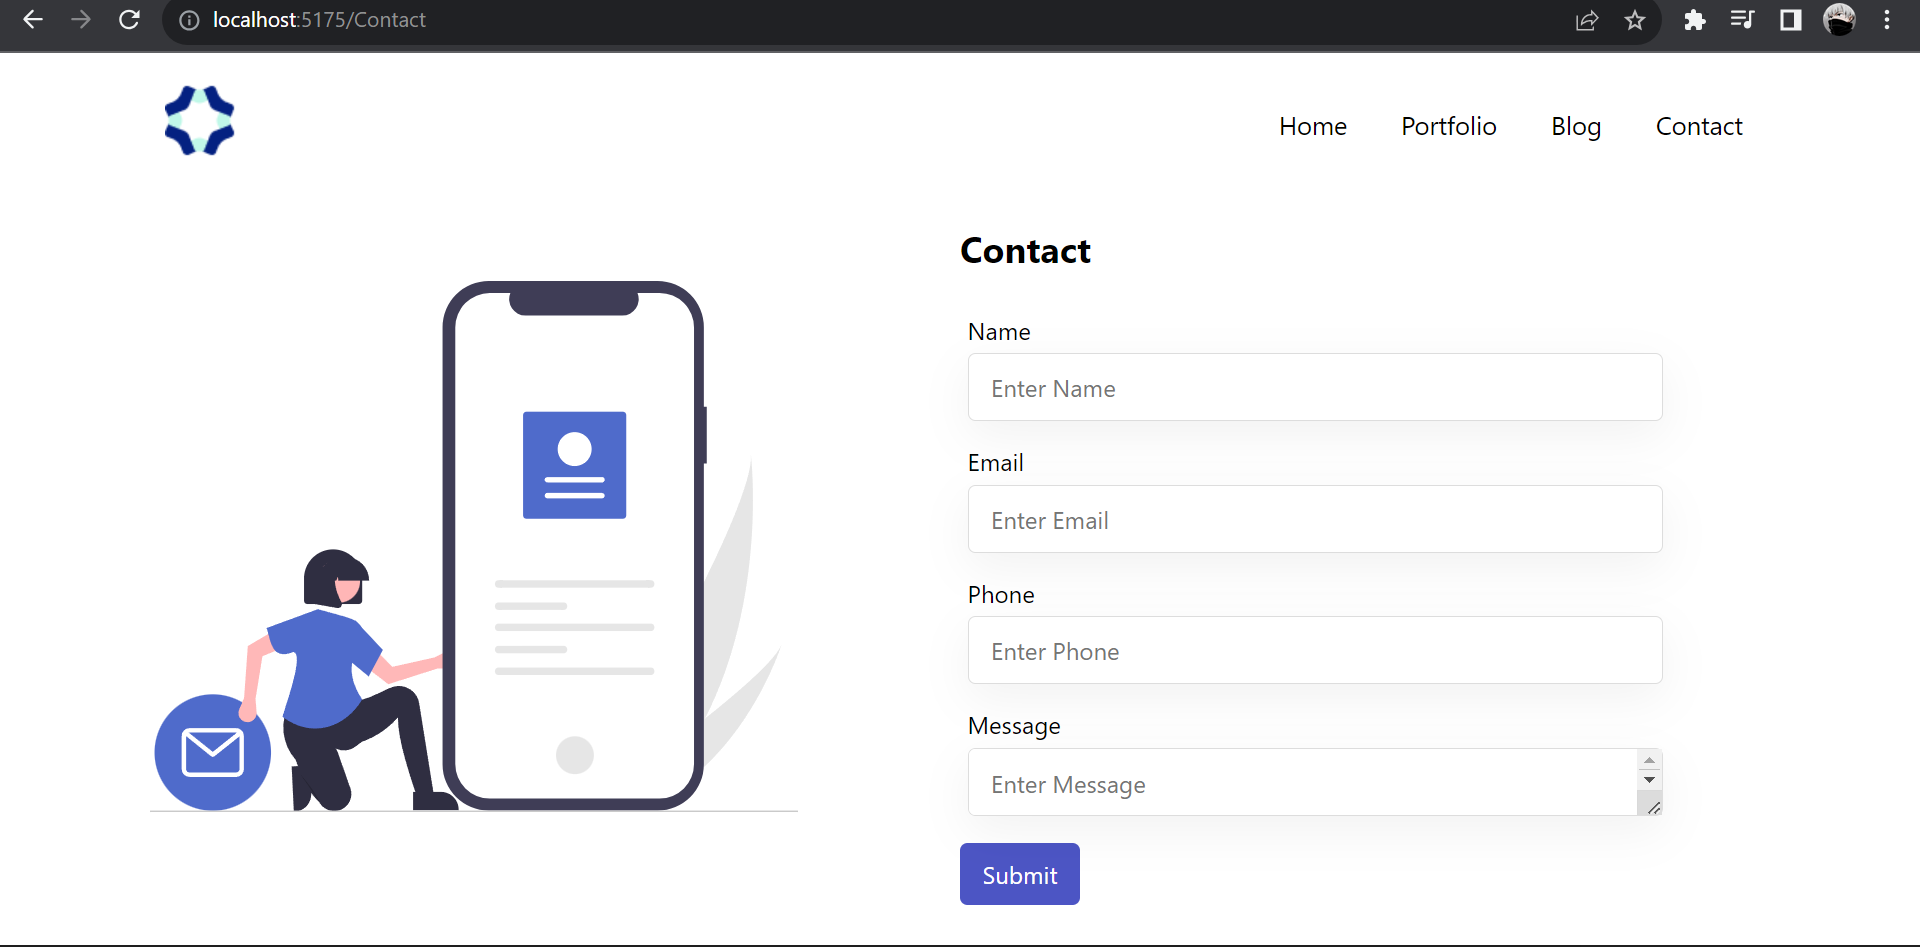 localhost:5175/Contact
Home Portfolio Blog Contact
Contact
Name
Enter Name
Email
Enter Email
Phone
Enter Phone
Message
Enter Message
Submit